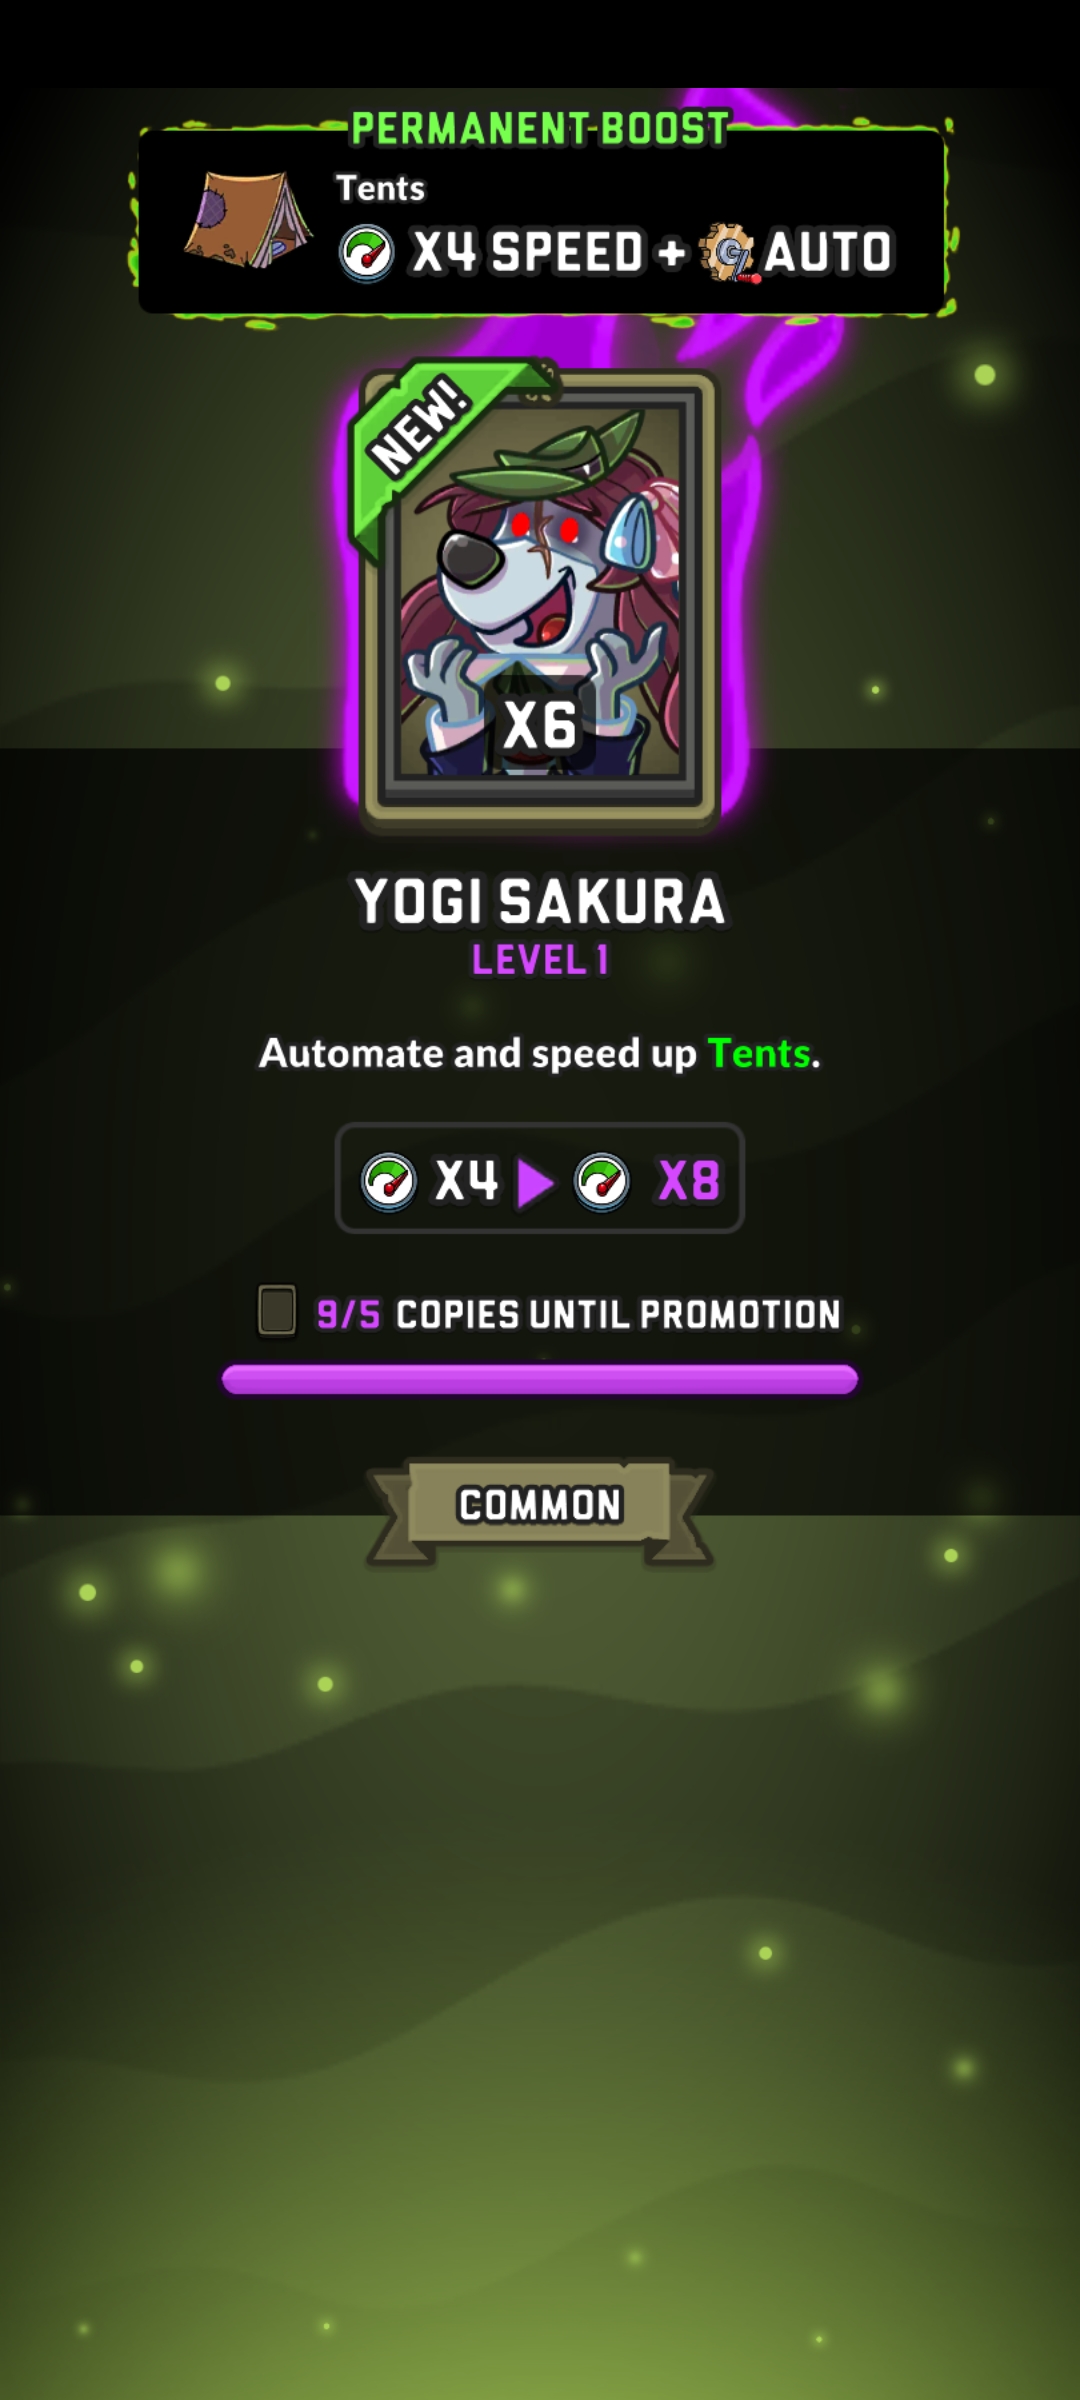 PERMANENT BOOST
Tents
X4 SPEED + AUTO
NEW!
X6
YOGI SAKURA
LEVEL 1
Automate and speed up Tents.
X4 X8
9/5 COPIES UNTIL PROMOTION
COMMON